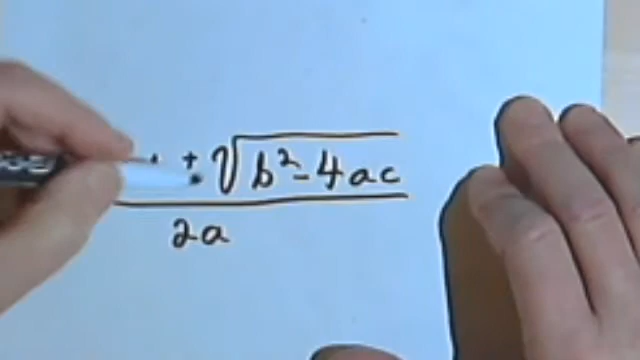 ± √b² - 4ac
2a